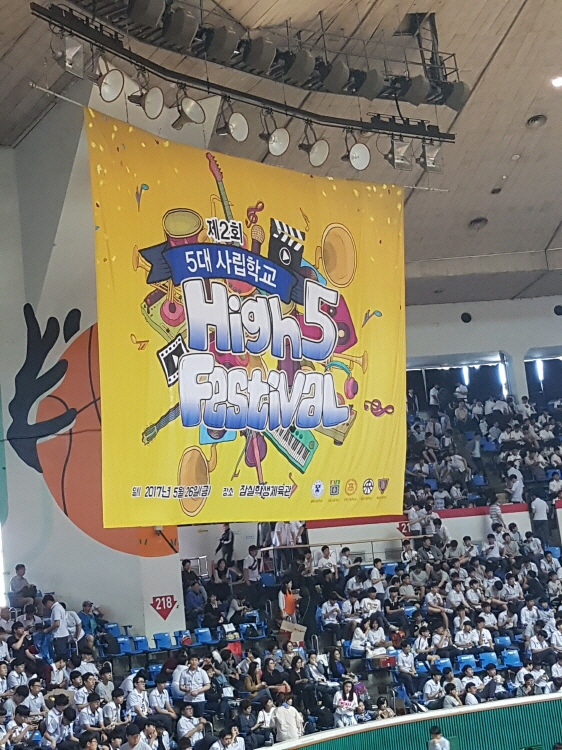 제2회
5대 사립학교
High5
Festival
일시 2017년 5월 26일(금) 장소 잠실학생체육관
218